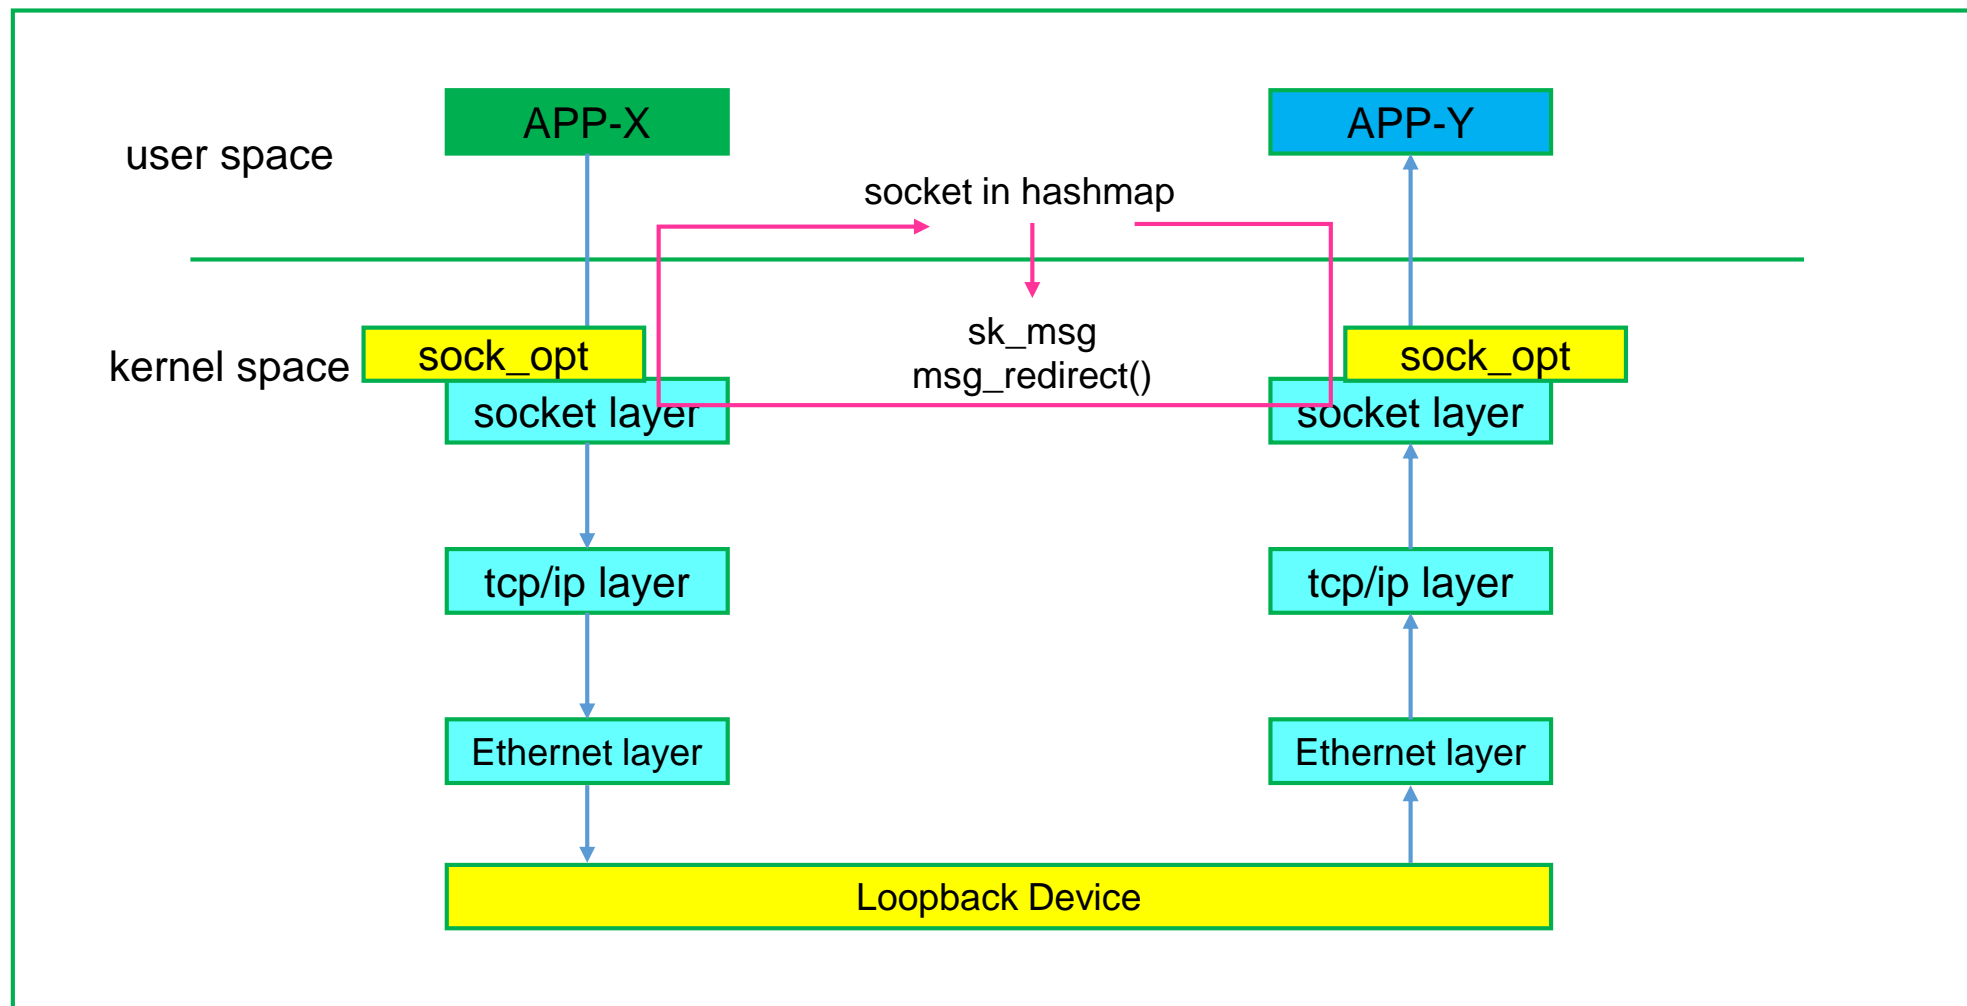 APP-X
APP-Y
user space
socket in hashmap
kernel space
sock_opt
sk_msg
msg_redirect()
sock_opt
socket layer
socket layer
tcp/ip layer
tcp/ip layer
Ethernet layer
Ethernet layer
Loopback Device